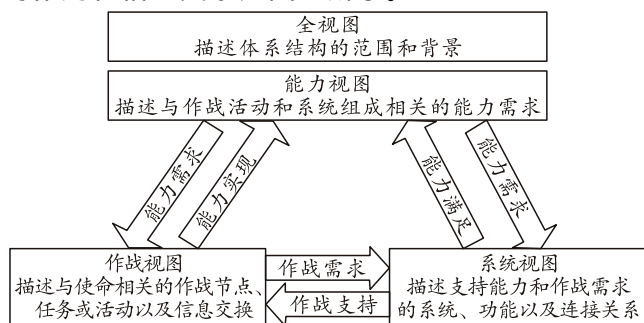 全视图
描述体系结构的范围和背景
能力视图
描述与作战活动和系统组成相关的能力需求
能力需求
能力实现
能力满足
能力需求
作战视图
描述与使命相关的作战节点、
任务或活动以及信息交换
作战需求
作战支持
系统视图
描述支持能力和作战需求
的系统、功能以及连接关系